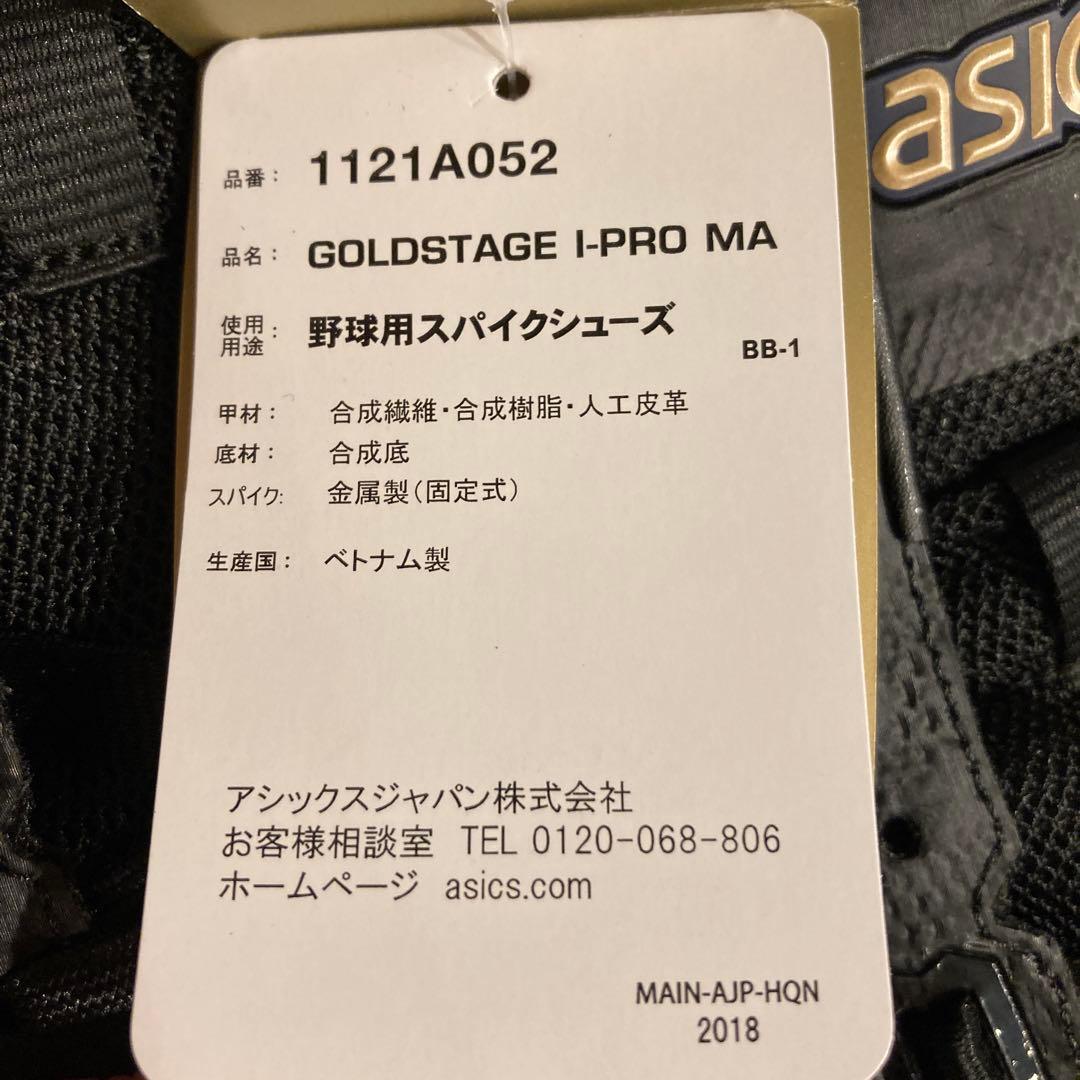 asic
品番: 1121A052
品名: GOLDSTAGE I-PRO MA
使用用途: 野球用スパイクシューズ
BB-1
甲材: 合成繊維・合成樹脂・人工皮革
底材: 合成底
スパイク: 金属製(固定式)
生産国: ベトナム製
アシックスジャパン株式会社
お客様相談室 TEL 0120-068-806
ホームページ asics.com
MAIN-AJP-HQN
2018